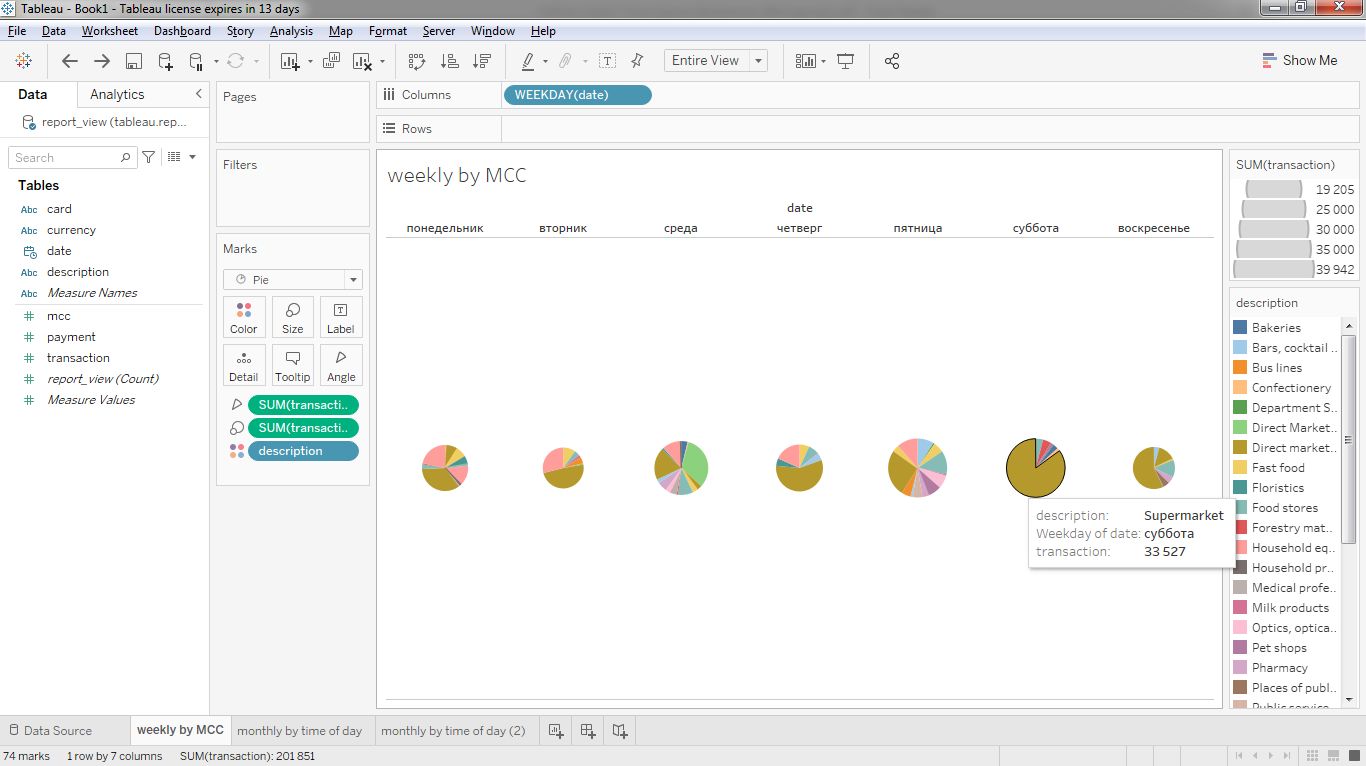 Tableau - Book1 - Tableau license expires in 13 days
File Data Worksheet Dashboard Story Analysis Map Format Server Window Help
Entire View
Show Me
Data Analytics
report_view (tableau.rep...
Search
Tables
Abc card
Abc currency
date
Abc description
Abc Measure Names
# mcc
# payment
# transaction
# report_view (Count)
# Measure Values
Pages
Filters
Marks
Pie
Color Size Label
Detail Tooltip Angle
SUM(transacti..
SUM(transacti..
description
Columns WEEKDAY(date)
Rows
weekly by MCC
date
понедельник вторник среда четверг пятница суббота воскресенье
description: Supermarket
Weekday of date: суббота
transaction: 33 527
SUM(transaction)
19 205
25 000
30 000
35 000
39 942
description
Bakeries
Bars, cocktail ..
Bus lines
Confectionery
Department S..
Direct Market..
Direct market..
Fast food
Floristics
Food stores
Forestry mat..
Household eq..
Household pr..
Medical profe..
Milk products
Optics, optica..
Pet shops
Pharmacy
Places of publ..
Public service
Data Source weekly by MCC monthly by time of day monthly by time of day (2)
74 marks 1 row by 7 columns SUM(transaction): 201 851